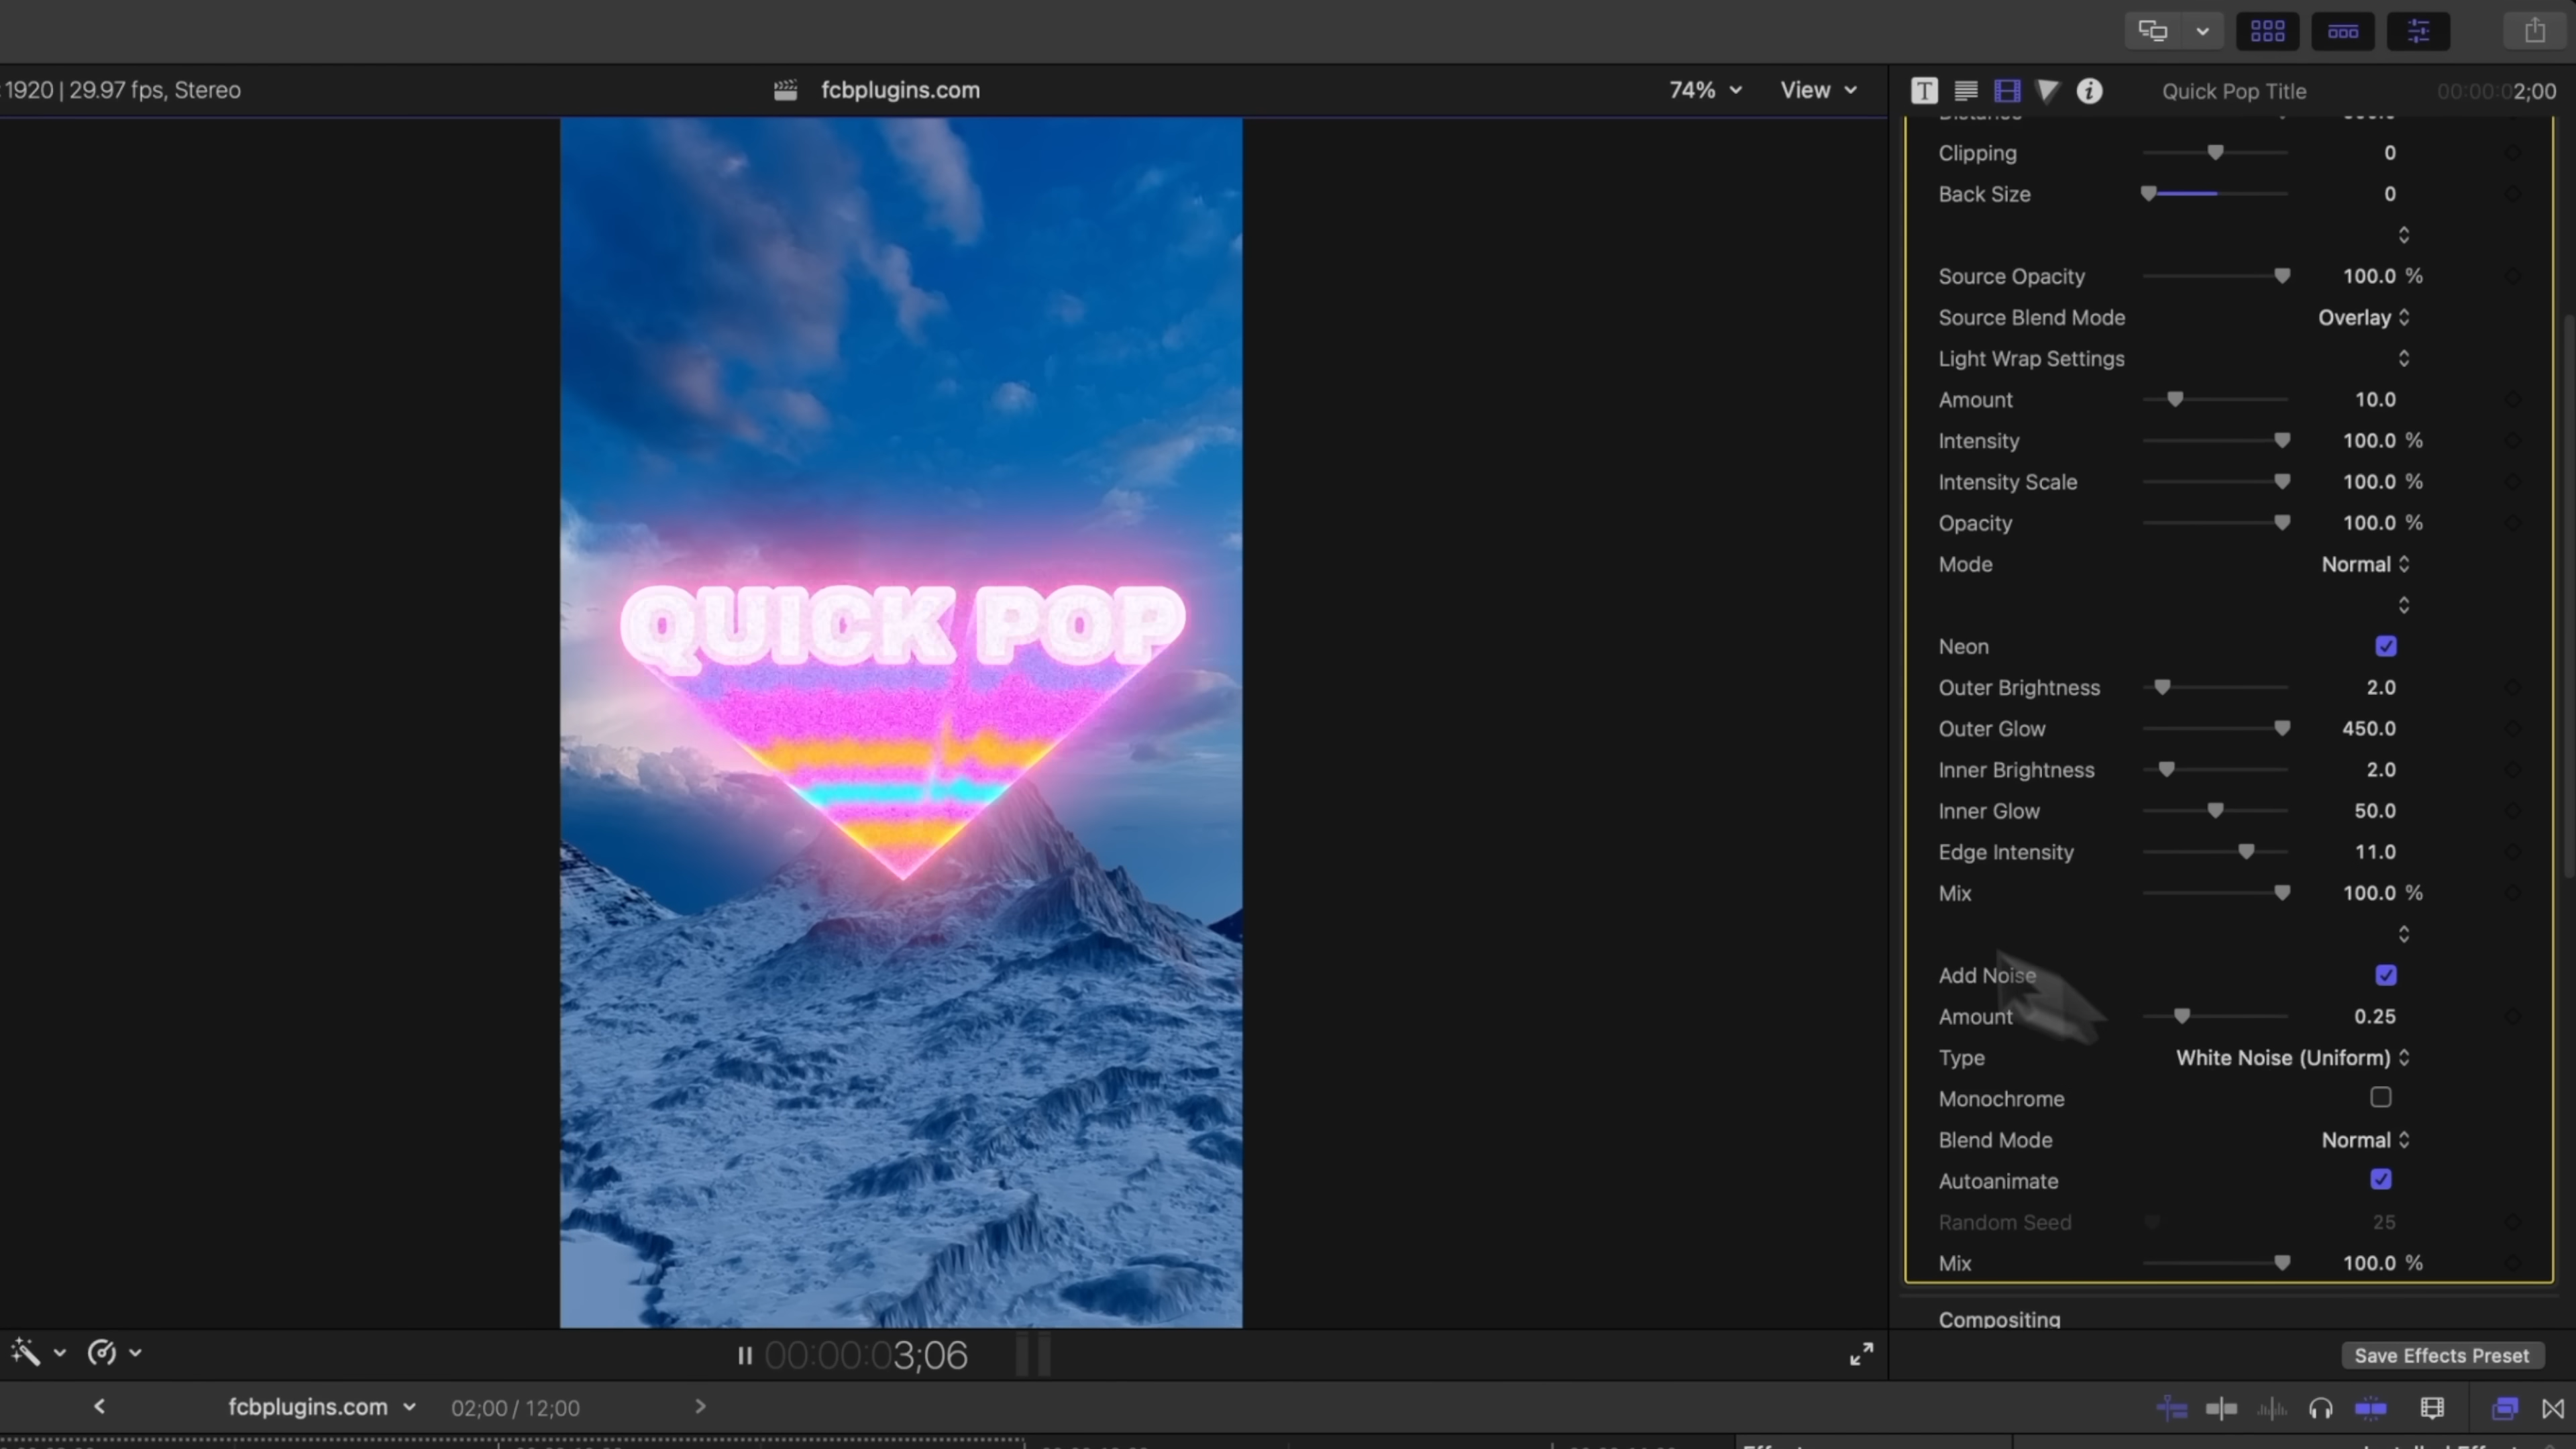 :1920 | 29.97 fps, Stereo
fcbplugins.com
74%
View
T
i
Quick Pop Title
00:00:02;00
Distance
Clipping 0
Back Size 0
Source Opacity 100.0 %
Source Blend Mode Overlay
Light Wrap Settings
Amount 10.0
Intensity 100.0 %
Intensity Scale 100.0 %
Opacity 100.0 %
Mode Normal
Neon
Outer Brightness 2.0
Outer Glow 450.0
Inner Brightness 2.0
Inner Glow 50.0
Edge Intensity 11.0
Mix 100.0 %
Add Noise
Amount 0.25
Type White Noise (Uniform)
Monochrome
Blend Mode Normal
Autoanimate
Random Seed 25
Mix 100.0 %
Compositing
QUICK POP
00:00:03;06
Save Effects Preset
fcbplugins.com
02;00 / 12;00